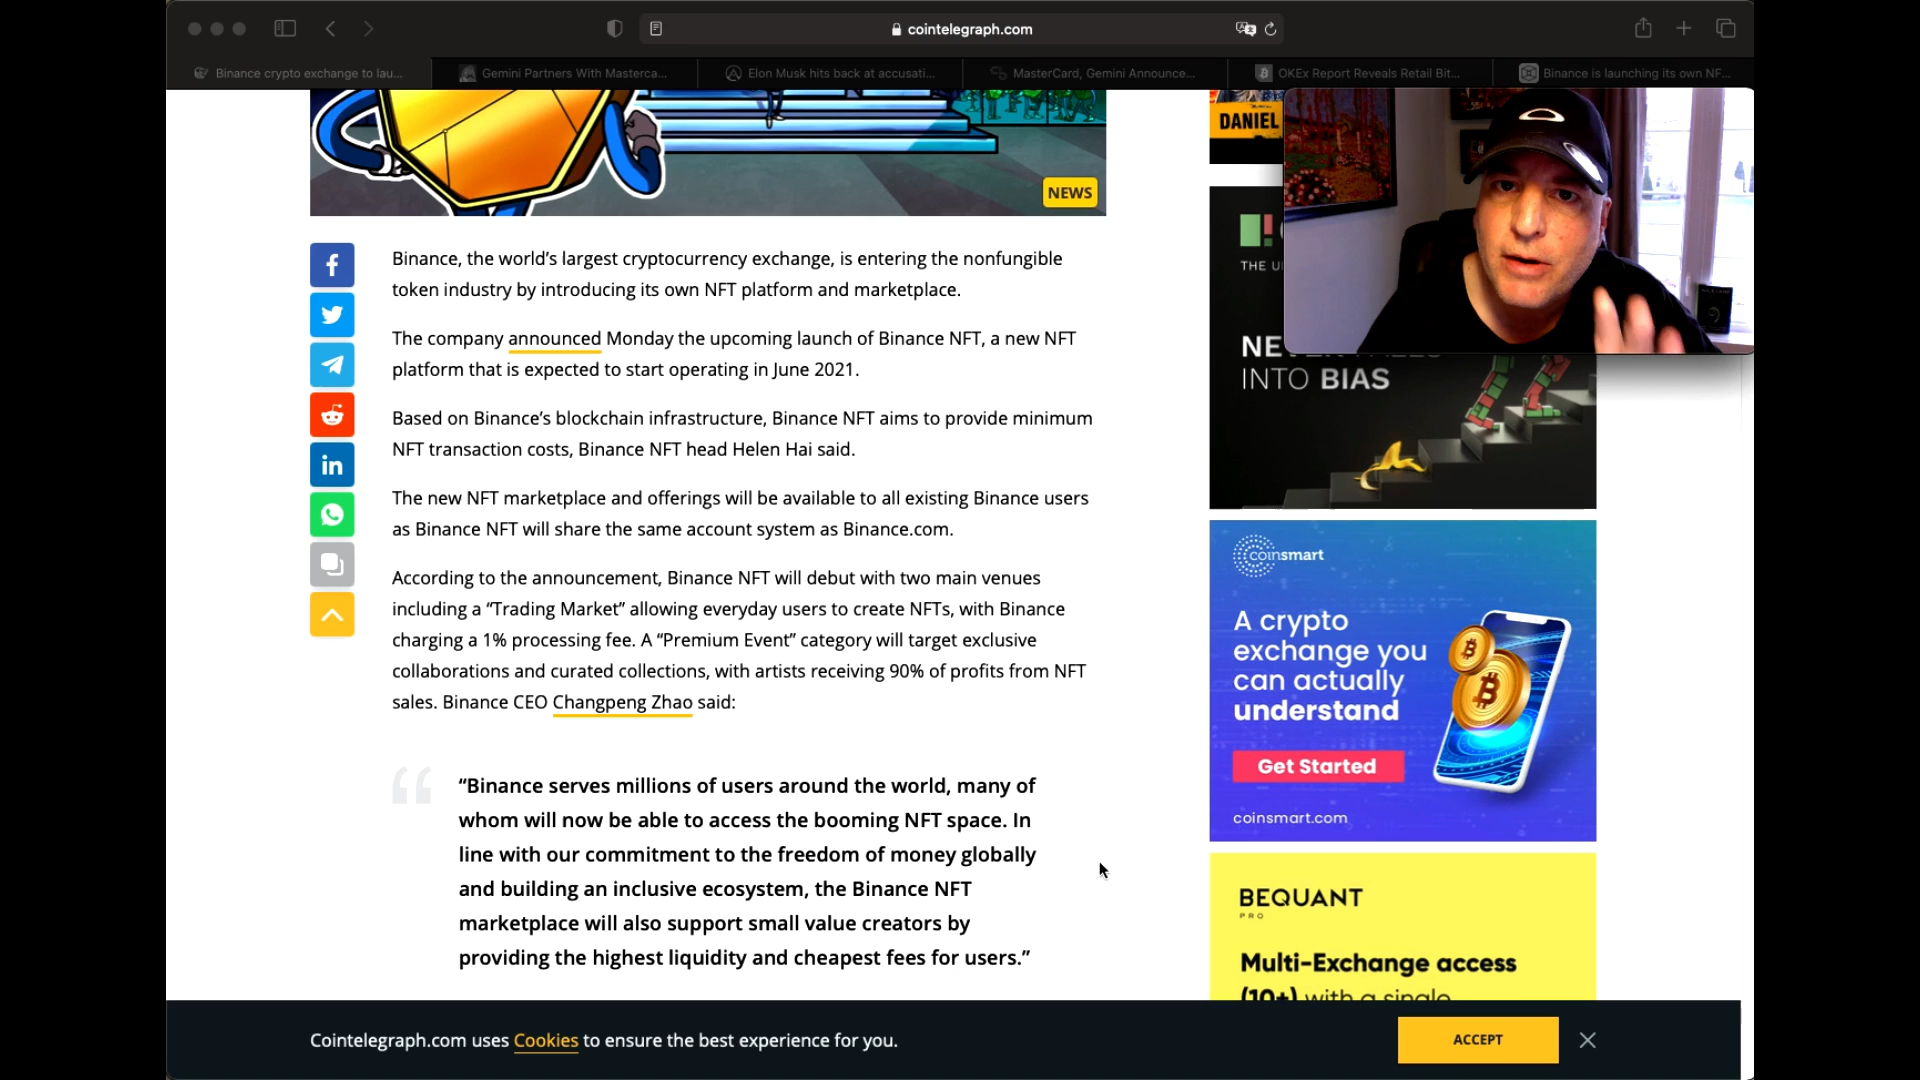 cointelegraph.com
Binance crypto exchange to lau...
Gemini Partners With Masterca...
Elon Musk hits back at accusati...
MasterCard, Gemini Announce...
OKEx Report Reveals Retail Bit...
Binance is launching its own NF...
DANIEL
NEWS
Binance, the world's largest cryptocurrency exchange, is entering the nonfungible
token industry by introducing its own NFT platform and marketplace.
The company announced Monday the upcoming launch of Binance NFT, a new NFT
platform that is expected to start operating in June 2021.
Based on Binance's blockchain infrastructure, Binance NFT aims to provide minimum
NFT transaction costs, Binance NFT head Helen Hai said.
The new NFT marketplace and offerings will be available to all existing Binance users
as Binance NFT will share the same account system as Binance.com.
According to the announcement, Binance NFT will debut with two main venues
including a “Trading Market” allowing everyday users to create NFTs, with Binance
charging a 1% processing fee. A “Premium Event” category will target exclusive
collaborations and curated collections, with artists receiving 90% of profits from NFT
sales. Binance CEO Changpeng Zhao said:
“Binance serves millions of users around the world, many of
whom will now be able to access the booming NFT space. In
line with our commitment to the freedom of money globally
and building an inclusive ecosystem, the Binance NFT
marketplace will also support small value creators by
providing the highest liquidity and cheapest fees for users.”
THE
INTO BIAS
coinsmart
A crypto
exchange you
can actually
understand
Get Started
coinsmart.com
BEQUANT
PRO
Multi-Exchange access
(10+) with a single
Cointelegraph.com uses Cookies to ensure the best experience for you.
ACCEPT